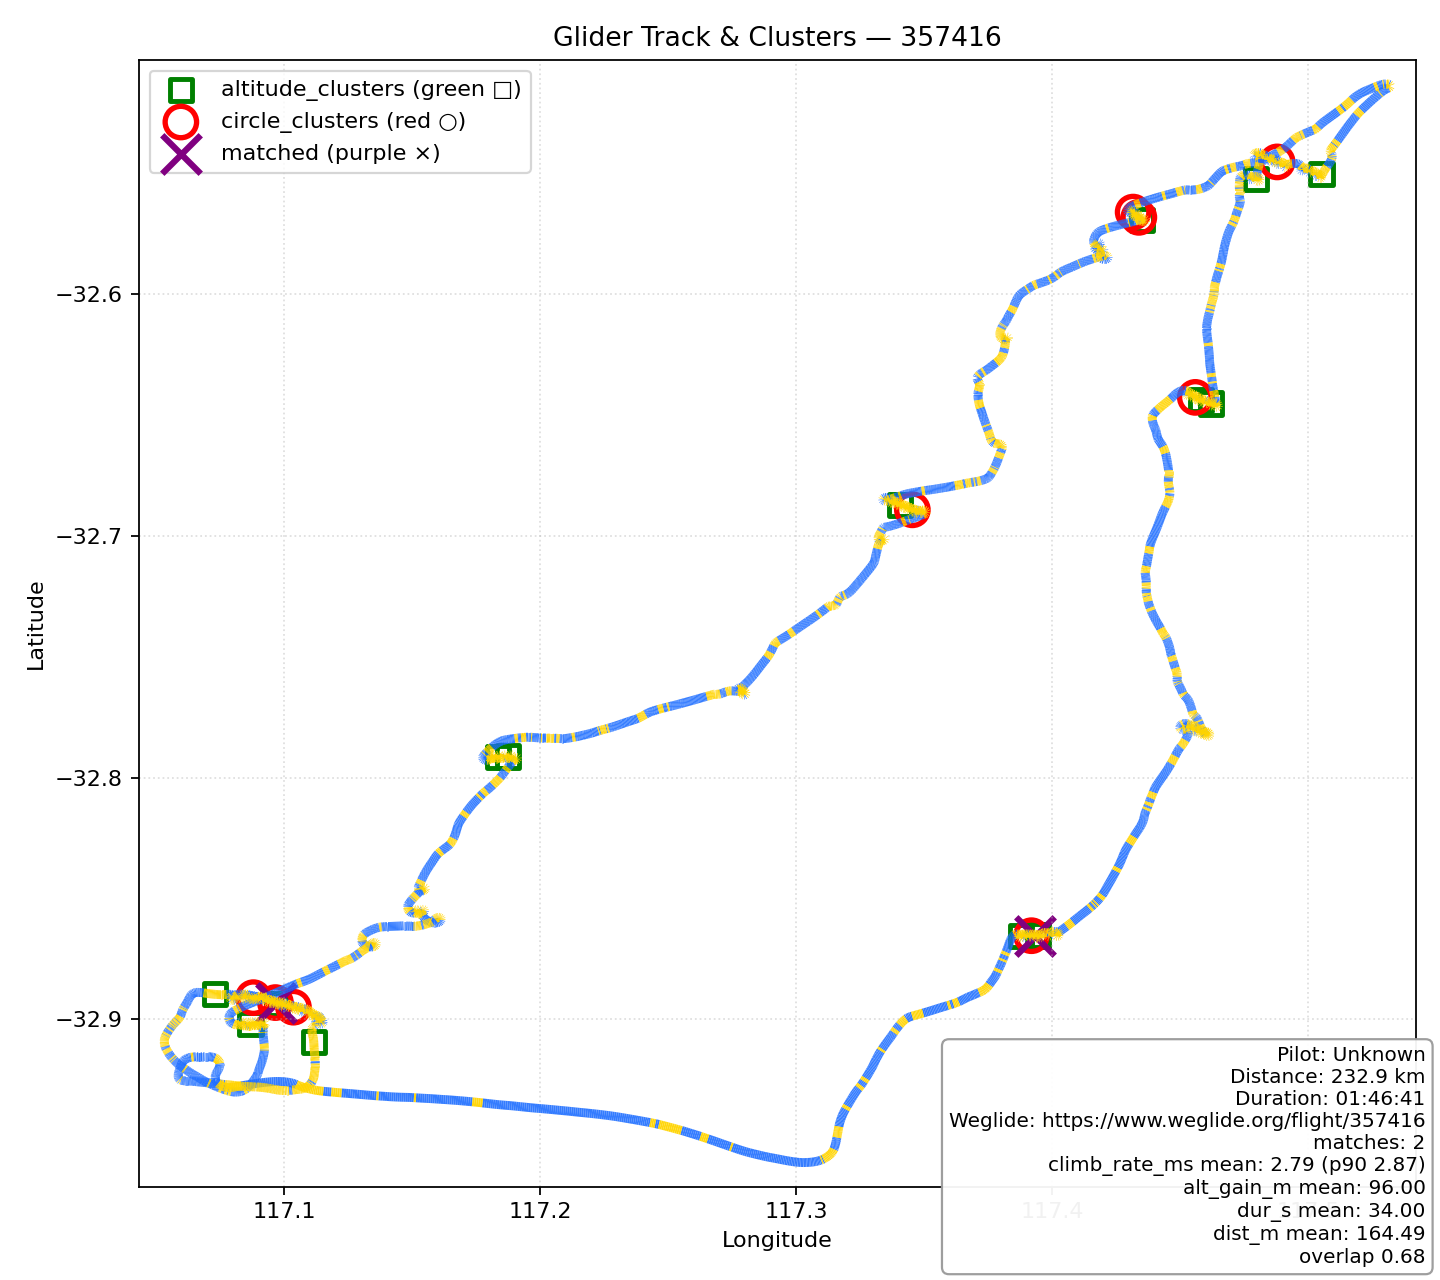 Glider Track & Clusters — 357416
altitude_clusters (green □)
circle_clusters (red ○)
matched (purple ×)
Latitude
−32.6
−32.7
−32.8
−32.9
117.1
117.2
117.3
117.4
Longitude
Pilot: Unknown
Distance: 232.9 km
Duration: 01:46:41
Weglide: https://www.weglide.org/flight/357416
matches: 2
climb_rate_ms mean: 2.79 (p90 2.87)
alt_gain_m mean: 96.00
dur_s mean: 34.00
dist_m mean: 164.49
overlap 0.68